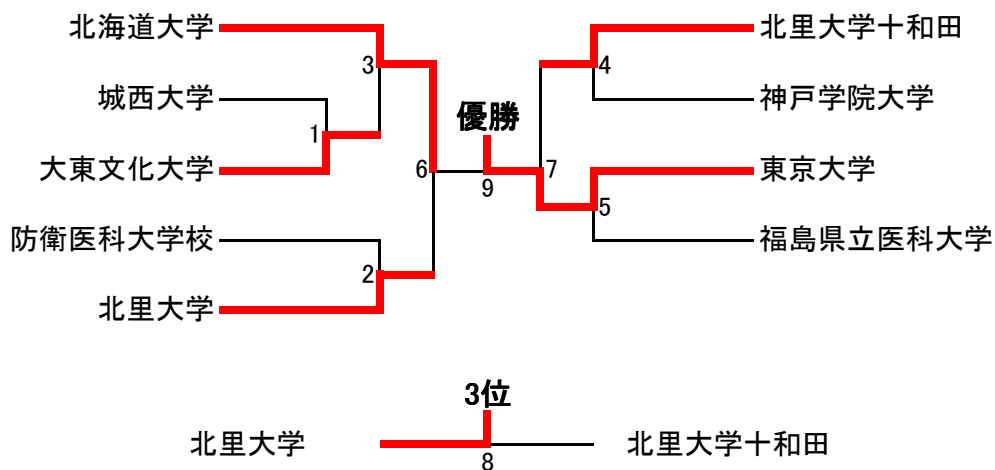 北海道大学
北里大学十和田
3
4
城西大学
神戸学院大学
優勝
1
大東文化大学
6
9
7
東京大学
5
防衛医科大学校
福島県立医科大学
2
北里大学
3位
北里大学
北里大学十和田
8